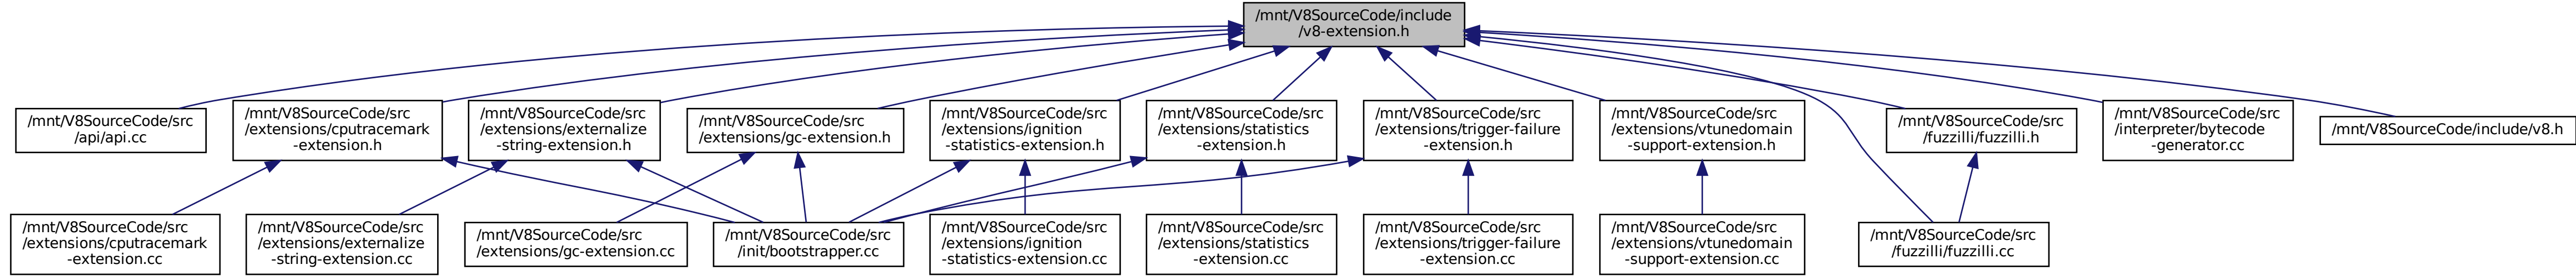 /mnt/V8SourceCode/include
/v8-extension.h
/mnt/V8SourceCode/src
/api/api.cc
/mnt/V8SourceCode/src
/extensions/cputracemark
-extension.h
/mnt/V8SourceCode/src
/extensions/externalize
-string-extension.h
/mnt/V8SourceCode/src
/extensions/gc-extension.h
/mnt/V8SourceCode/src
/extensions/ignition
-statistics-extension.h
/mnt/V8SourceCode/src
/extensions/statistics
-extension.h
/mnt/V8SourceCode/src
/extensions/trigger-failure
-extension.h
/mnt/V8SourceCode/src
/extensions/vtunedomain
-support-extension.h
/mnt/V8SourceCode/src
/fuzzilli/fuzzilli.h
/mnt/V8SourceCode/src
/interpreter/bytecode
-generator.cc
/mnt/V8SourceCode/include/v8.h
/mnt/V8SourceCode/src
/extensions/cputracemark
-extension.cc
/mnt/V8SourceCode/src
/extensions/externalize
-string-extension.cc
/mnt/V8SourceCode/src
/extensions/gc-extension.cc
/mnt/V8SourceCode/src
/init/bootstrapper.cc
/mnt/V8SourceCode/src
/extensions/ignition
-statistics-extension.cc
/mnt/V8SourceCode/src
/extensions/statistics
-extension.cc
/mnt/V8SourceCode/src
/extensions/trigger-failure
-extension.cc
/mnt/V8SourceCode/src
/extensions/vtunedomain
-support-extension.cc
/mnt/V8SourceCode/src
/fuzzilli/fuzzilli.cc